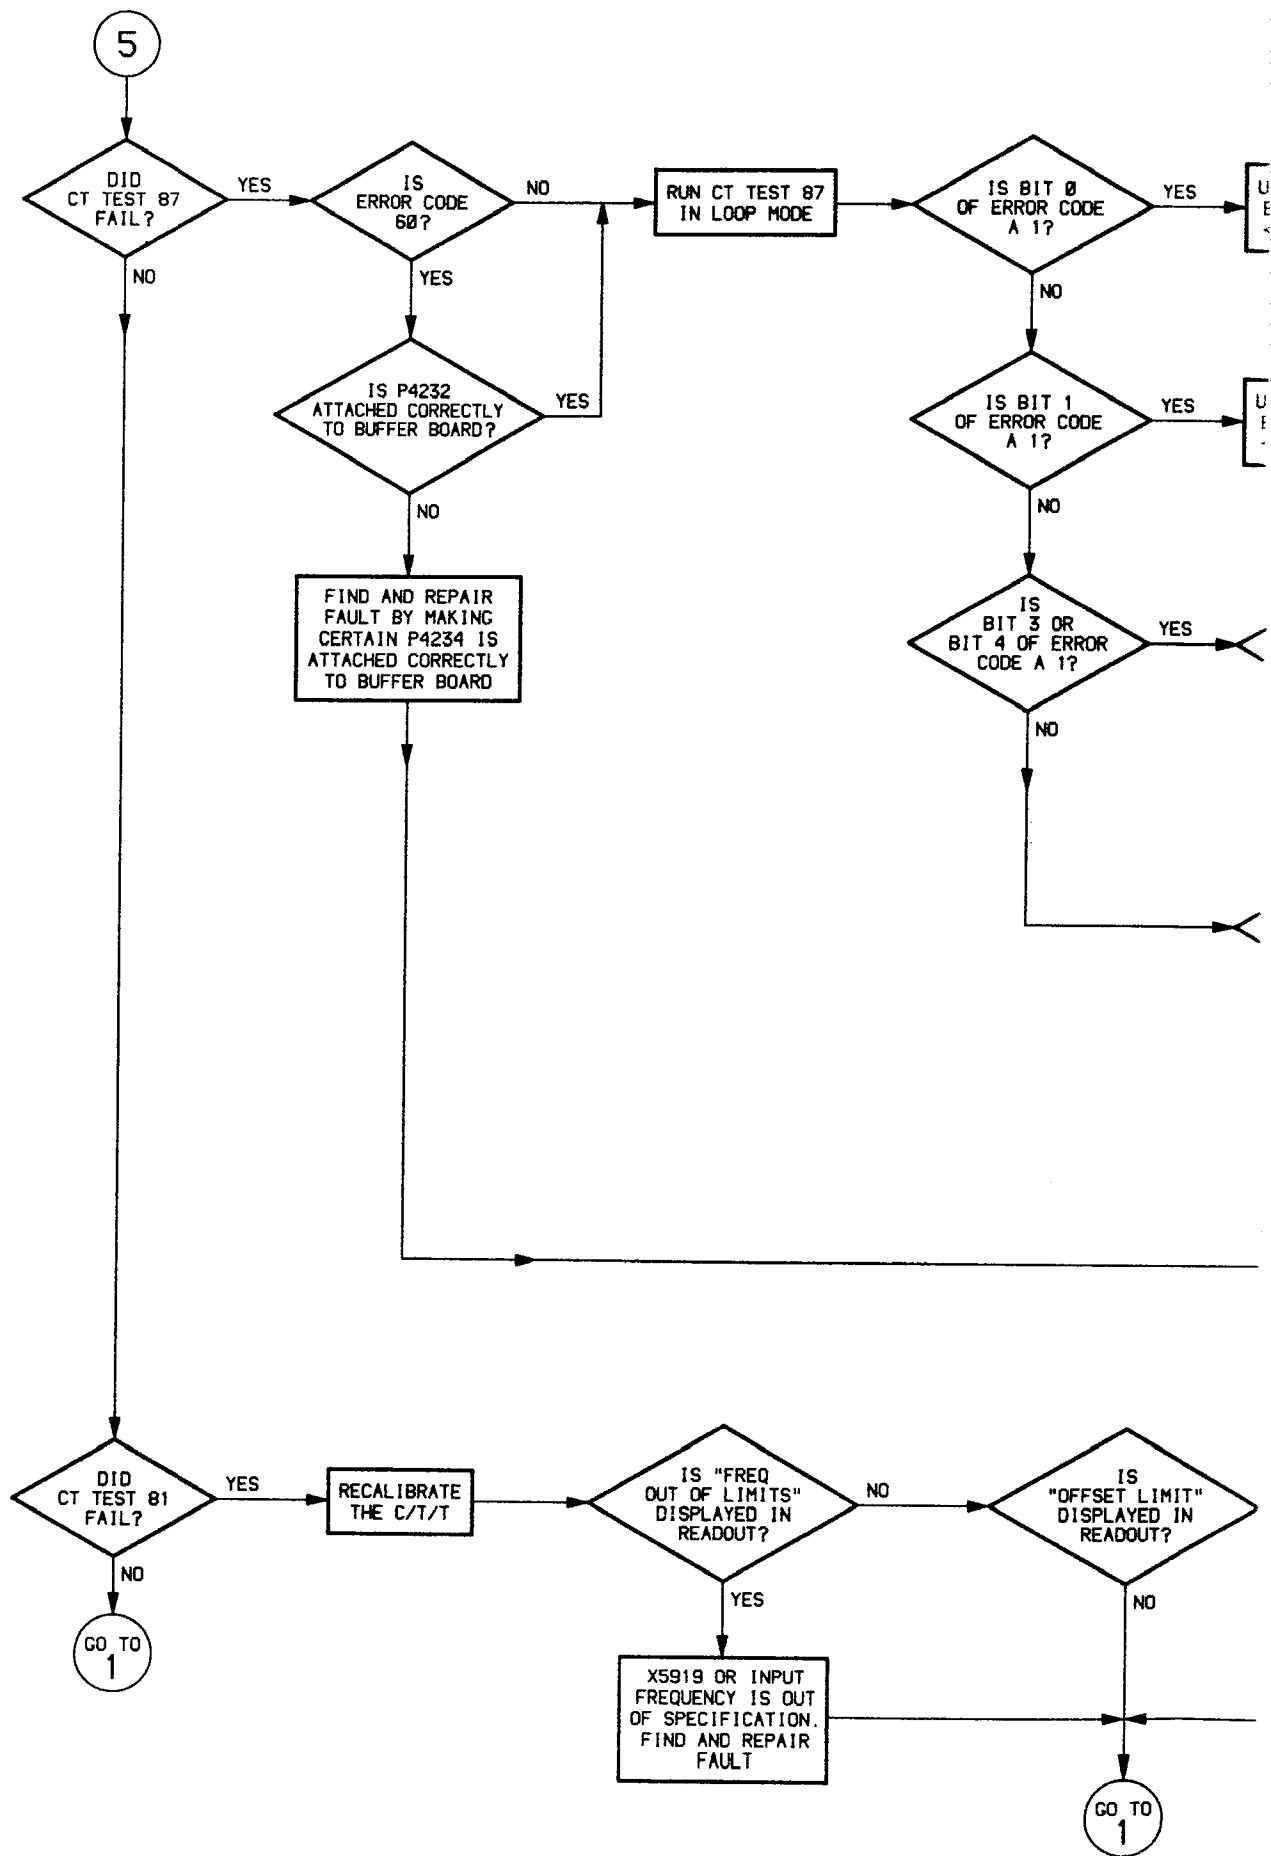 5
DID
CT TEST 87
FAIL?
YES
NO
IS
ERROR CODE
60?
NO
YES
RUN CT TEST 87
IN LOOP MODE
IS BIT 0
OF ERROR CODE
A 1?
YES
NO
IS P4232
ATTACHED CORRECTLY
TO BUFFER BOARD?
YES
NO
IS BIT 1
OF ERROR CODE
A 1?
YES
NO
FIND AND REPAIR
FAULT BY MAKING
CERTAIN P4234 IS
ATTACHED CORRECTLY
TO BUFFER BOARD
IS
BIT 3 OR
BIT 4 OF ERROR
CODE A 1?
YES
NO
DID
CT TEST 81
FAIL?
YES
NO
GO TO
1
RECALIBRATE
THE C/T/T
IS "FREQ
OUT OF LIMITS"
DISPLAYED IN
READOUT?
NO
YES
IS
"OFFSET LIMIT"
DISPLAYED IN
READOUT?
NO
X5919 OR INPUT
FREQUENCY IS OUT
OF SPECIFICATION.
FIND AND REPAIR
FAULT
GO TO
1